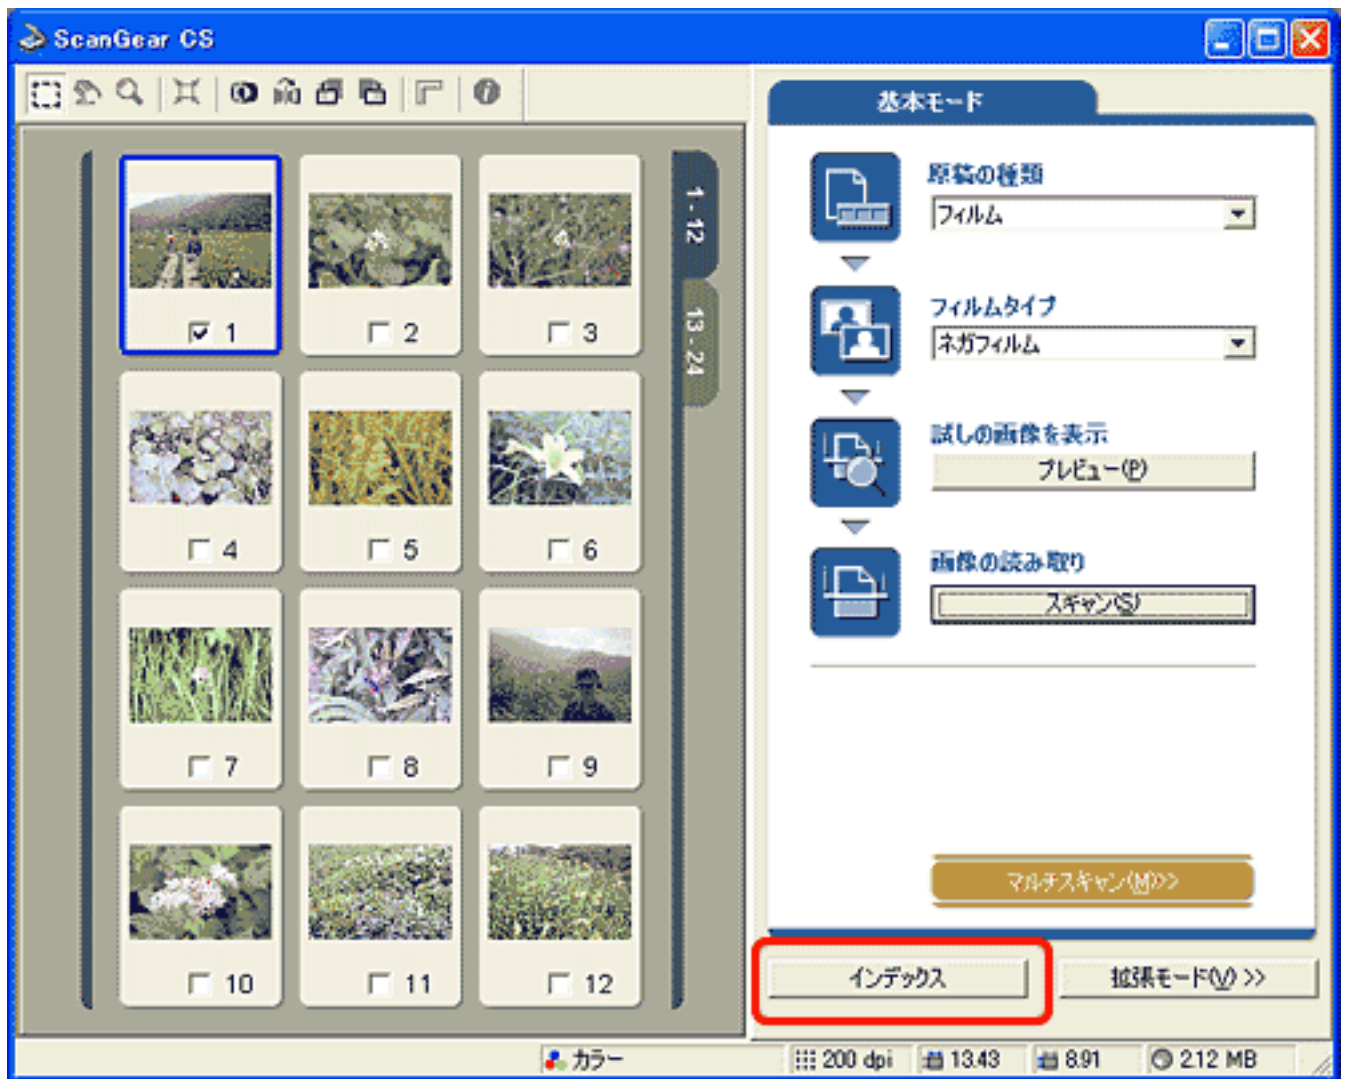 ScanGear CS
基本モード
1 - 12
13 - 24
1
2
3
4
5
6
7
8
9
10
11
12
原稿の種類
フィルム
フィルムタイプ
ネガフィルム
試しの画像を表示
プレビュー(P)
画像の読み取り
スキャン(S)
マルチスキャン(M)>>
インデックス
拡張モード(V) >>
カラー
200 dpi
13.43
8.91
2.12 MB